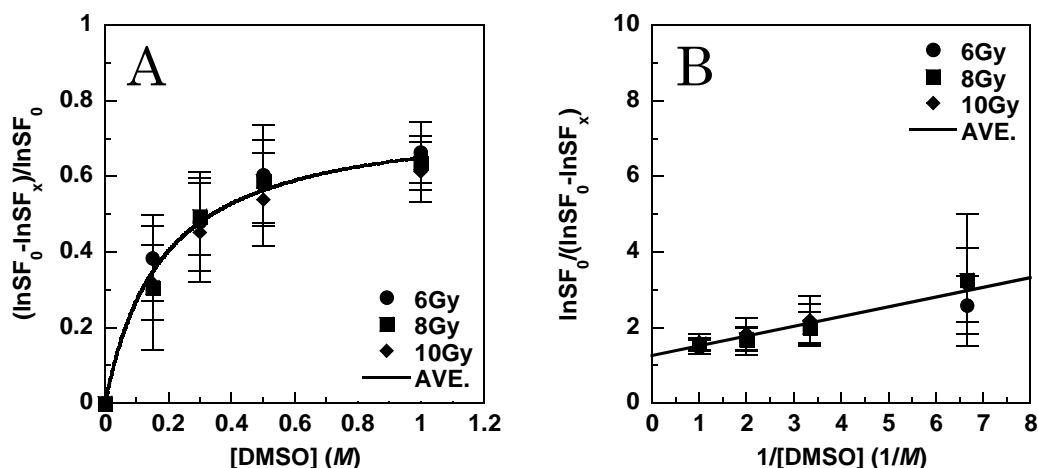 A
(lnSF₀-lnSFₓ)/lnSF₀
1
0.8
0.6
0.4
0.2
0
6Gy
8Gy
10Gy
AVE.
0 0.2 0.4 0.6 0.8 1 1.2
[DMSO] (M)
B
lnSF₀/(lnSF₀-lnSFₓ)
10
8
6
4
2
0
6Gy
8Gy
10Gy
AVE.
0 1 2 3 4 5 6 7 8
1/[DMSO] (1/M)